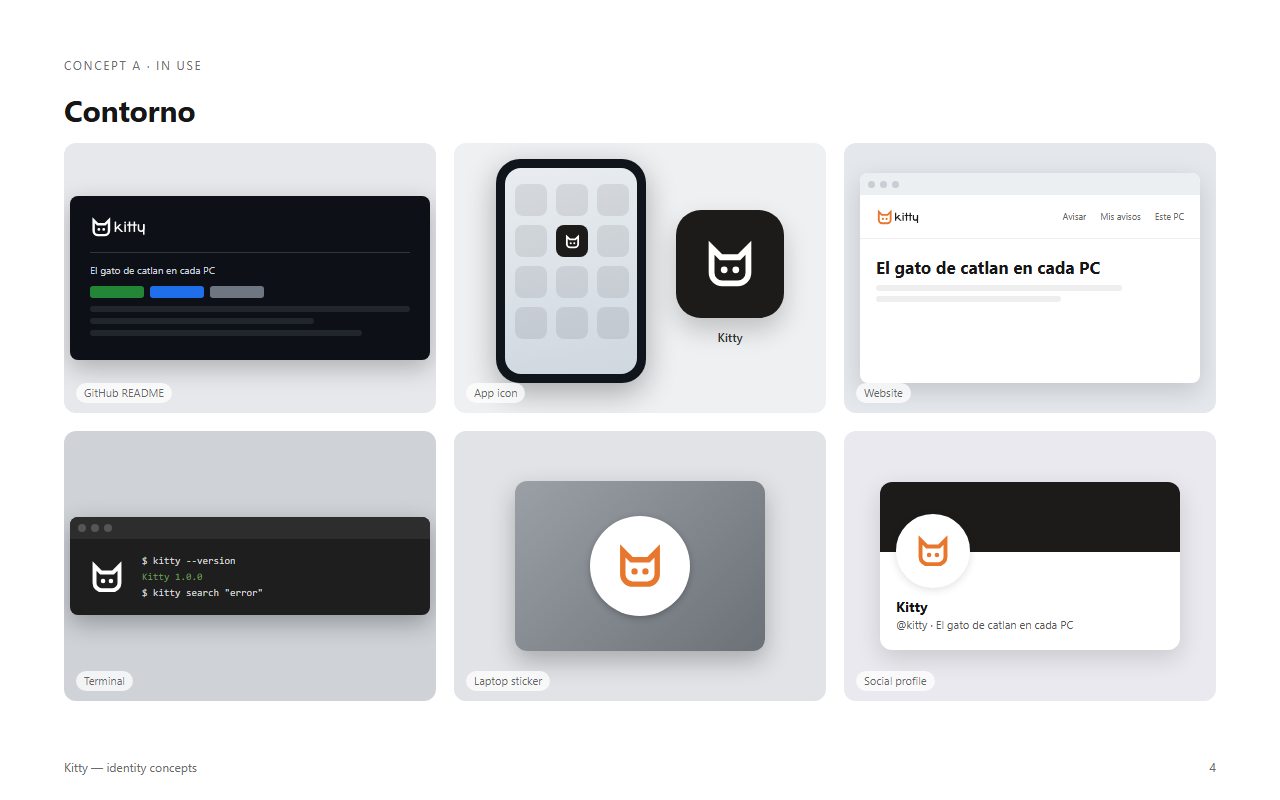 CONCEPT A · IN USE
Contorno
kitty
El gato de catlan en cada PC
GitHub README
Kitty
App icon
kitty
Avisar Mis avisos Este PC
El gato de catlan en cada PC
Website
$ kitty --version
Kitty 1.0.0
$ kitty search "error"
Terminal
Laptop sticker
Kitty
@kitty · El gato de catlan en cada PC
Social profile
Kitty — identity concepts
4